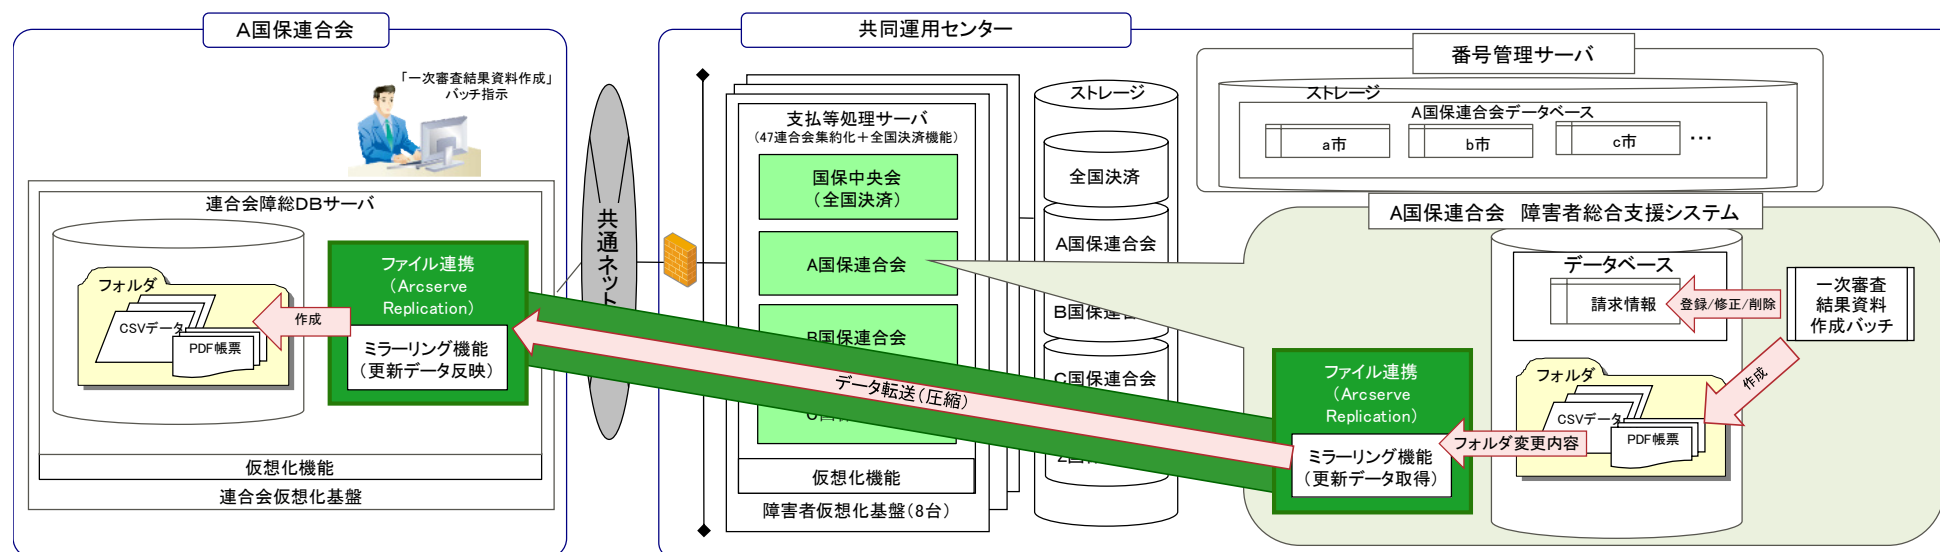 A国保連合会
「一次審査結果資料作成」
バッチ指示
連合会障総DBサーバ
フォルダ
CSVデータ
PDF帳票
作成
ファイル連携
（Arcserve
Replication）
ミラーリング機能
（更新データ反映）
仮想化機能
連合会仮想化基盤
共通ネット
共同運用センター
支払等処理サーバ
（47連合会集約化＋全国決済機能）
国保中央会
（全国決済）
A国保連合会
B国保連合会
仮想化機能
障害者仮想化基盤（8台）
データ転送（圧縮）
ストレージ
全国決済
A国保連合会
B国保連合会
C国保連合会
番号管理サーバ
ストレージ
A国保連合会データベース
a市
b市
c市
…
A国保連合会　障害者総合支援システム
データベース
請求情報
登録/修正/削除
一次審査
結果資料
作成バッチ
作成
フォルダ
CSVデータ
PDF帳票
フォルダ変更内容
ファイル連携
（Arcserve
Replication）
ミラーリング機能
（更新データ取得）